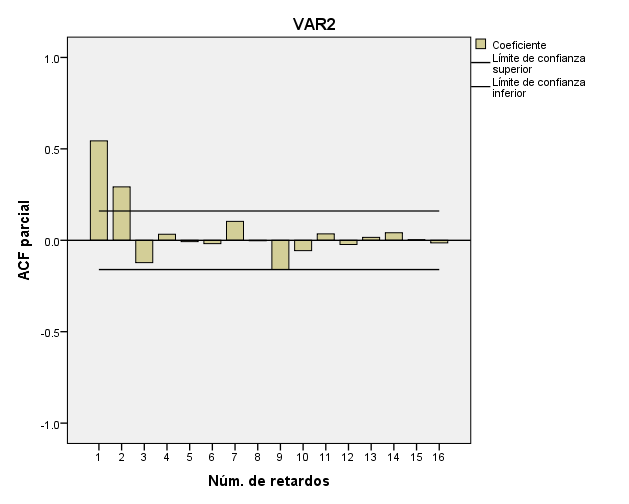 VAR2
Coeficiente
Límite de confianza
superior
Límite de confianza
inferior
ACF parcial
1.0
0.5
0.0
-0.5
-1.0
1 2 3 4 5 6 7 8 9 10 11 12 13 14 15 16
Núm. de retardos